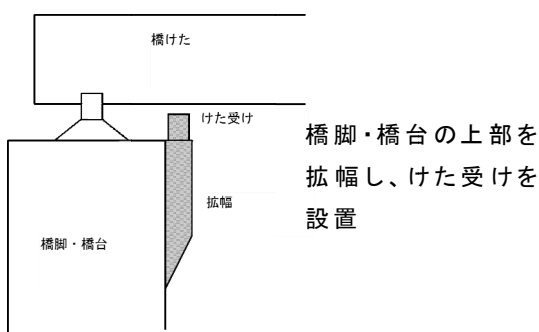 橋けた
けた受け
拡幅
橋脚・橋台
橋脚・橋台の上部を
拡幅し、けた受けを
設置